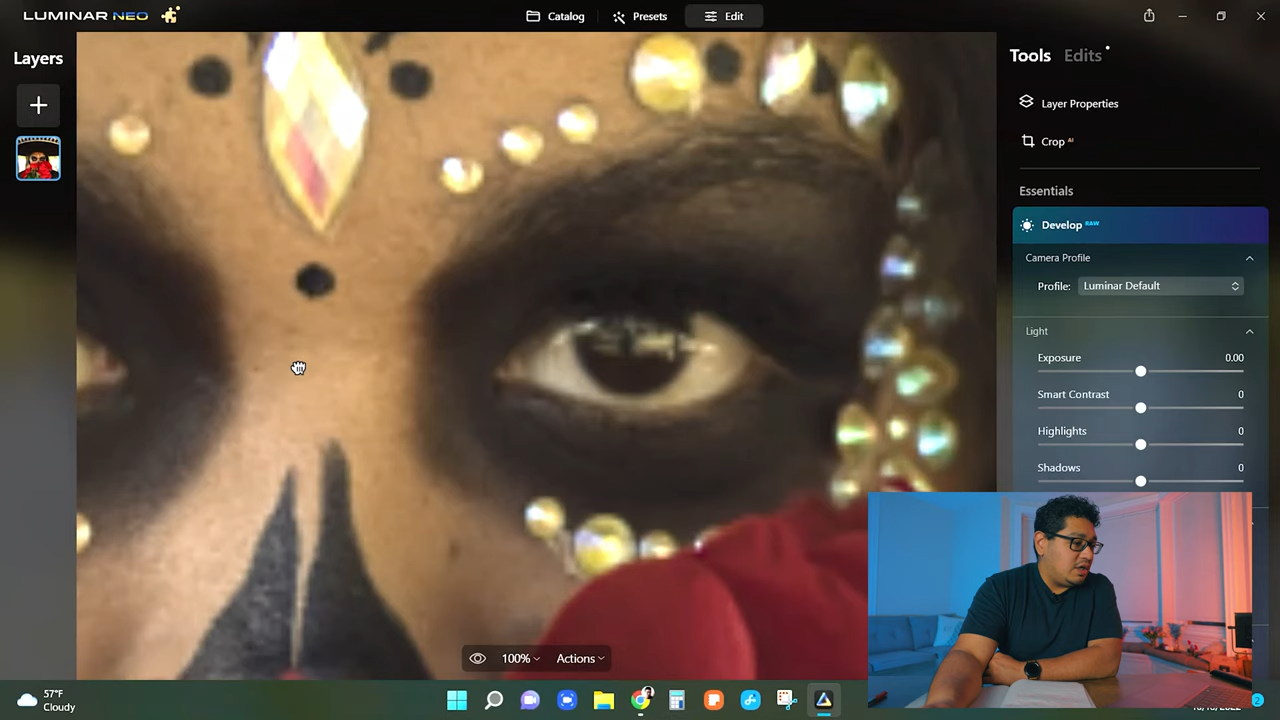 LUMINAR NEO
Catalog
Presets
Edit
Layers
Tools Edits
Layer Properties
Crop AI
Essentials
Develop RAW
Camera Profile
Profile: Luminar Default
Light
Exposure 0.00
Smart Contrast 0
Highlights 0
Shadows 0
100%
Actions
57°F
Cloudy
2